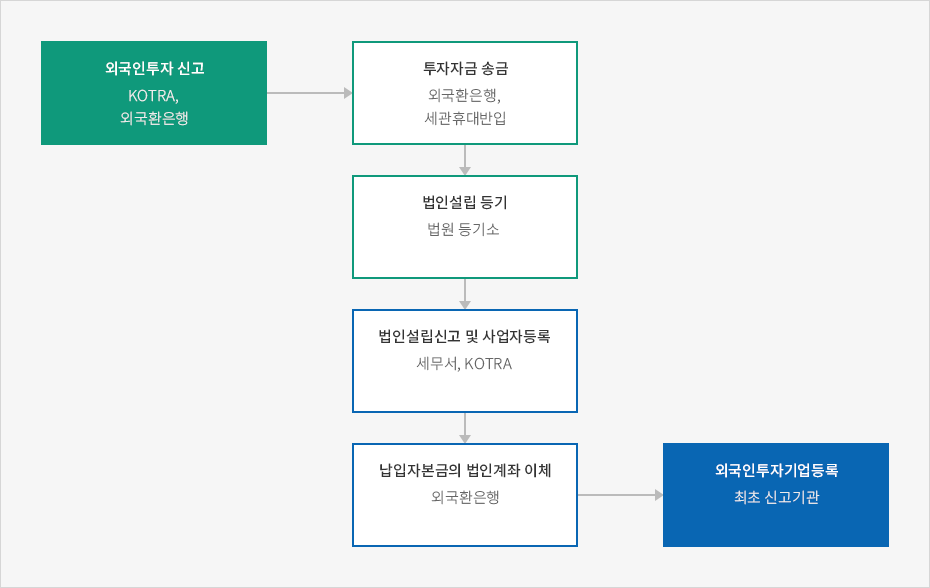 외국인투자 신고
KOTRA,
외국환은행
투자자금 송금
외국환은행,
세관휴대반입
법인설립 등기
법원 등기소
법인설립신고 및 사업자등록
세무서, KOTRA
납입자본금의 법인계좌 이체
외국환은행
외국인투자기업등록
최초 신고기관